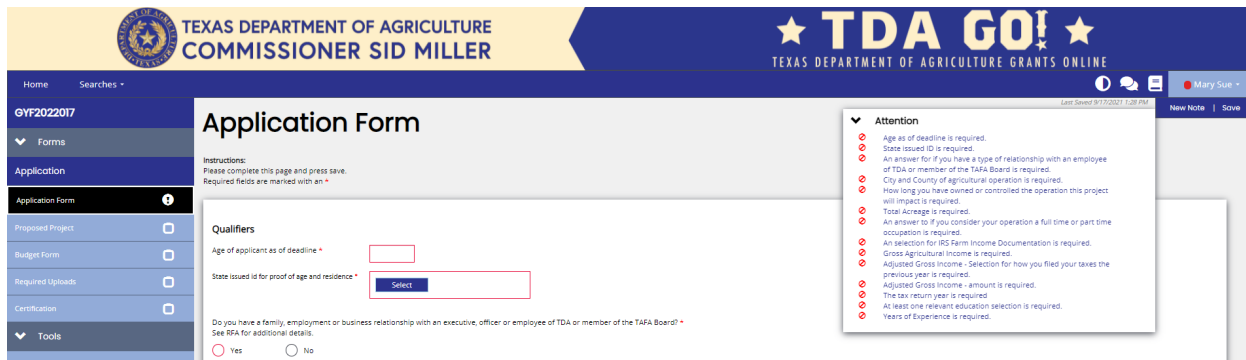 TEXAS DEPARTMENT OF AGRICULTURE
COMMISSIONER SID MILLER
TDA GO!
TEXAS DEPARTMENT OF AGRICULTURE GRANTS ONLINE
Home Searches
Mary Sue
GYF2022017
Last Saved 9/17/2021 1:28 PM
New Note | Save
Forms
Application
Application Form
Proposed Project
Budget Form
Required Uploads
Certification
Tools
Application Form
Instructions:
Please complete this page and press save.
Required fields are marked with an *
Qualifiers
Age of applicant as of deadline *
State issued id for proof of age and residence *
Select
Do you have a family, employment or business relationship with an executive, officer or employee of TDA or member of the TAFA Board? *
See RFA for additional details.
Yes No
Attention
Age as of deadline is required.
State issued ID is required.
An answer for if you have a type of relationship with an employee
of TDA or member of the TAFA Board is required.
City and County of agricultural operation is required.
How long you have owned or controlled the operation this project
will impact is required.
Total Acreage is required.
An answer to if you consider your operation a full time or part time
occupation is required.
An selection for IRS Farm Income Documentation is required.
Gross Agricultural Income is required.
Adjusted Gross Income - Selection for how you filed your taxes the
previous year is required.
Adjusted Gross Income - amount is required.
The tax return year is required
At least one relevant education selection is required.
Years of Experience is required.